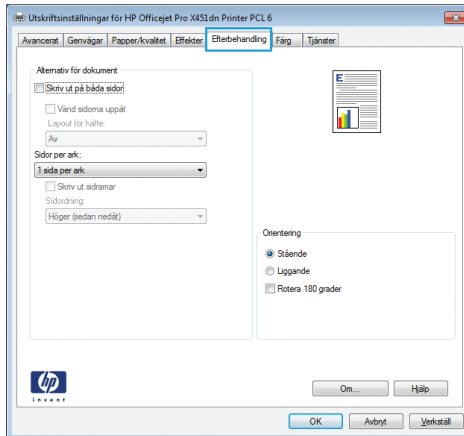 Utskriftsinställningar för HP Officejet Pro X451dn Printer PCL 6
Avancerat Genvägar Papper/kvalitet Effekter Efterbehandling Färg Tjänster
Alternativ för dokument
Skriv ut på båda sidor
Vänd sidorna uppåt
Layout för häfte:
Av
Sidor per ark:
1 sida per ark
Skriv ut sidramar
Sidordning:
Höger (sedan nedåt)
E
Orientering
Stående
Liggande
Rotera 180 grader
hp
invent
Om... Hjälp
OK Avbryt Verkställ